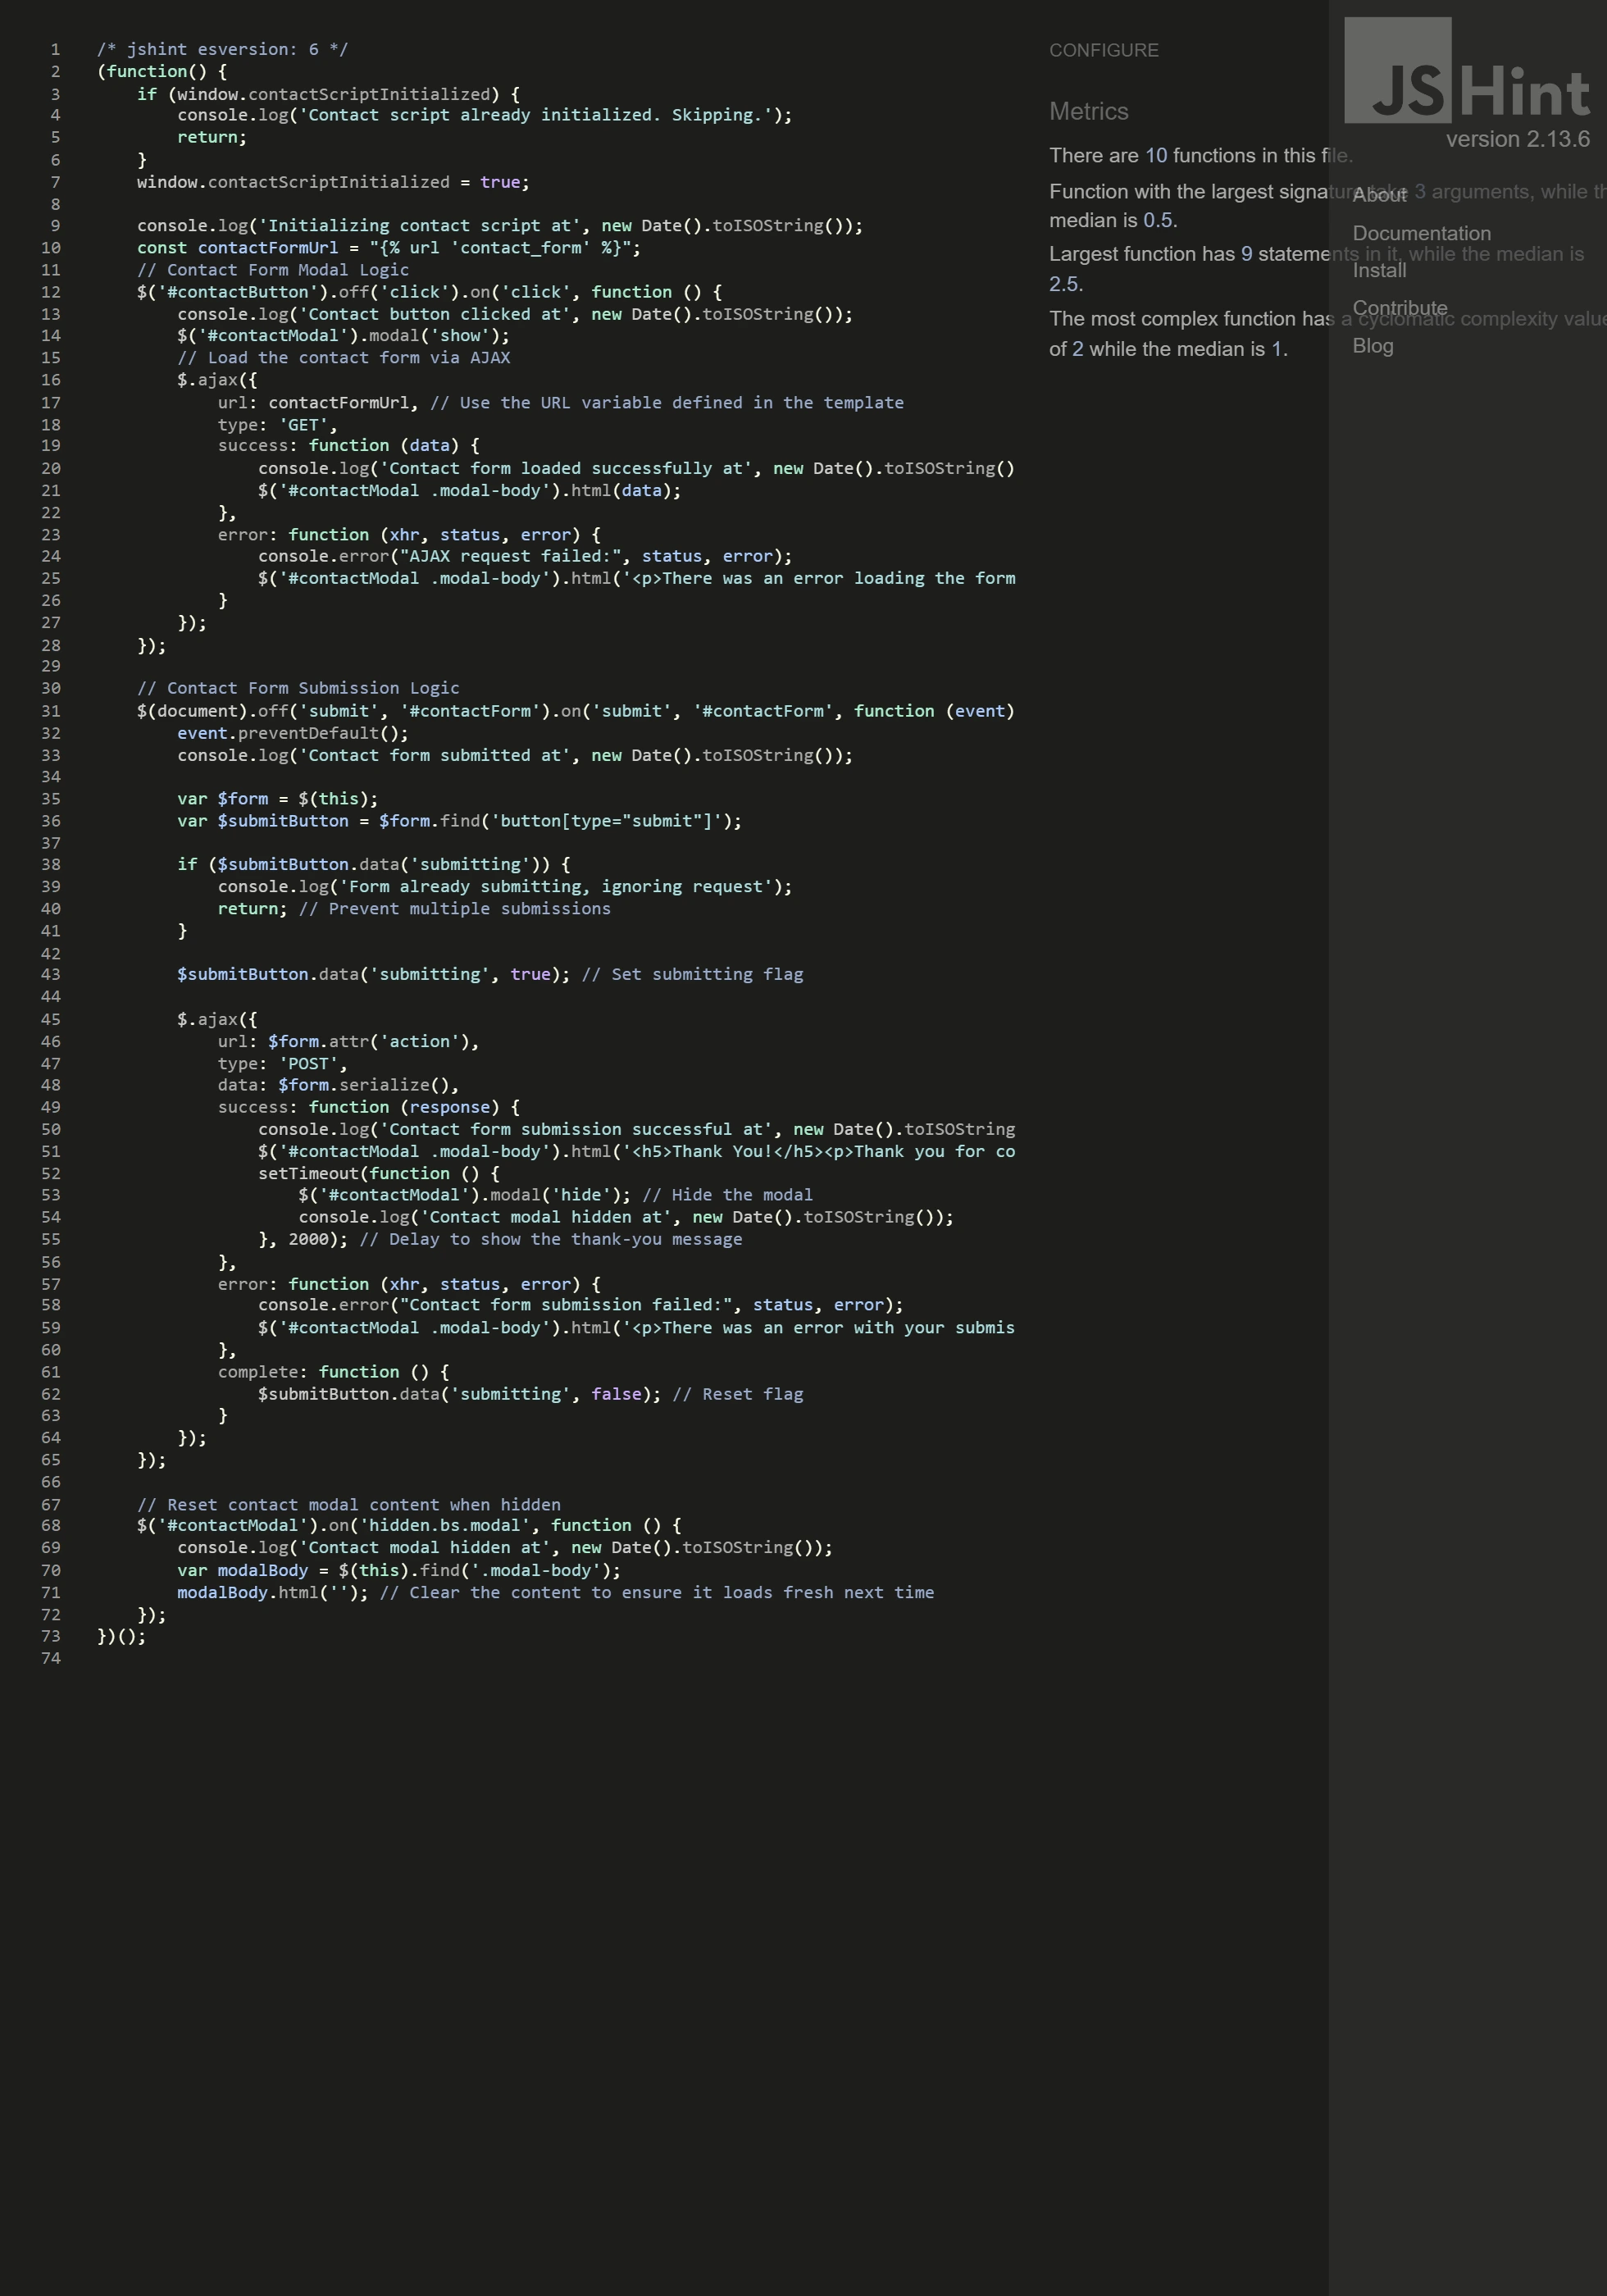 1 /* jshint esversion: 6 */
2 (function() {
3     if (window.contactScriptInitialized) {
4         console.log('Contact script already initialized. Skipping.');
5         return;
6     }
7     window.contactScriptInitialized = true;
8
9     console.log('Initializing contact script at', new Date().toISOString());
10     const contactFormUrl = "{% url 'contact_form' %}";
11     // Contact Form Modal Logic
12     $('#contactButton').off('click').on('click', function () {
13         console.log('Contact button clicked at', new Date().toISOString());
14         $('#contactModal').modal('show');
15         // Load the contact form via AJAX
16         $.ajax({
17             url: contactFormUrl, // Use the URL variable defined in the template
18             type: 'GET',
19             success: function (data) {
20                 console.log('Contact form loaded successfully at', new Date().toISOString()
21                 $('#contactModal .modal-body').html(data);
22             },
23             error: function (xhr, status, error) {
24                 console.error("AJAX request failed:", status, error);
25                 $('#contactModal .modal-body').html('<p>There was an error loading the form
26             }
27         });
28     });
29
30     // Contact Form Submission Logic
31     $(document).off('submit', '#contactForm').on('submit', '#contactForm', function (event)
32         event.preventDefault();
33         console.log('Contact form submitted at', new Date().toISOString());
34
35         var $form = $(this);
36         var $submitButton = $form.find('button[type="submit"]');
37
38         if ($submitButton.data('submitting')) {
39             console.log('Form already submitting, ignoring request');
40             return; // Prevent multiple submissions
41         }
42
43         $submitButton.data('submitting', true); // Set submitting flag
44
45         $.ajax({
46             url: $form.attr('action'),
47             type: 'POST',
48             data: $form.serialize(),
49             success: function (response) {
50                 console.log('Contact form submission successful at', new Date().toISOString
51                 $('#contactModal .modal-body').html('<h5>Thank You!</h5><p>Thank you for co
52                 setTimeout(function () {
53                     $('#contactModal').modal('hide'); // Hide the modal
54                     console.log('Contact modal hidden at', new Date().toISOString());
55                 }, 2000); // Delay to show the thank-you message
56             },
57             error: function (xhr, status, error) {
58                 console.error("Contact form submission failed:", status, error);
59                 $('#contactModal .modal-body').html('<p>There was an error with your submis
60             },
61             complete: function () {
62                 $submitButton.data('submitting', false); // Reset flag
63             }
64         });
65     });
66
67     // Reset contact modal content when hidden
68     $('#contactModal').on('hidden.bs.modal', function () {
69         console.log('Contact modal hidden at', new Date().toISOString());
70         var modalBody = $(this).find('.modal-body');
71         modalBody.html(''); // Clear the content to ensure it loads fresh next time
72     });
73 })();
74
CONFIGURE
Metrics
There are 10 functions in this file.
Function with the largest signature take 3 arguments, while th
median is 0.5.
Largest function has 9 statements in it, while the median is
2.5.
The most complex function has a cyclomatic complexity value
of 2 while the median is 1.
JSHint
version 2.13.6
About
Documentation
Install
Contribute
Blog